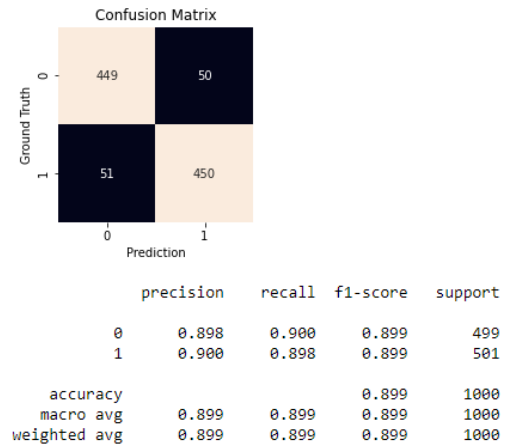 Confusion Matrix
0
449 50
Ground Truth
1
51 450
0 1
Prediction
precision recall f1-score support
0 0.898 0.900 0.899 499
1 0.900 0.898 0.899 501
accuracy 0.899 1000
macro avg 0.899 0.899 0.899 1000
weighted avg 0.899 0.899 0.899 1000